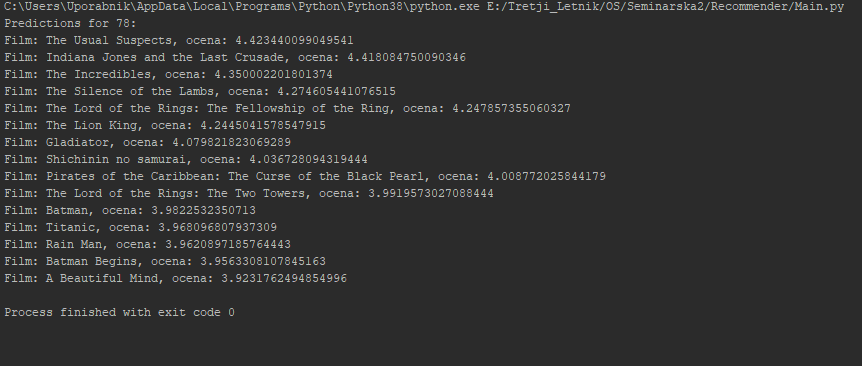 C:\Users\Uporabnik\AppData\Local\Programs\Python\Python38\python.exe E:/Tretji_Letnik/OS/Seminarska2/Recommender/Main.py
Predictions for 78:
Film: The Usual Suspects, ocena: 4.423440099049541
Film: Indiana Jones and the Last Crusade, ocena: 4.418084750090346
Film: The Incredibles, ocena: 4.350002201801374
Film: The Silence of the Lambs, ocena: 4.274605441076515
Film: The Lord of the Rings: The Fellowship of the Ring, ocena: 4.247857355060327
Film: The Lion King, ocena: 4.2445041578547915
Film: Gladiator, ocena: 4.079821823069289
Film: Shichinin no samurai, ocena: 4.036728094319444
Film: Pirates of the Caribbean: The Curse of the Black Pearl, ocena: 4.008772025844179
Film: The Lord of the Rings: The Two Towers, ocena: 3.9919573027088444
Film: Batman, ocena: 3.9822532350713
Film: Titanic, ocena: 3.968096807937309
Film: Rain Man, ocena: 3.9620897185764443
Film: Batman Begins, ocena: 3.9563308107845163
Film: A Beautiful Mind, ocena: 3.9231762494854996
Process finished with exit code 0